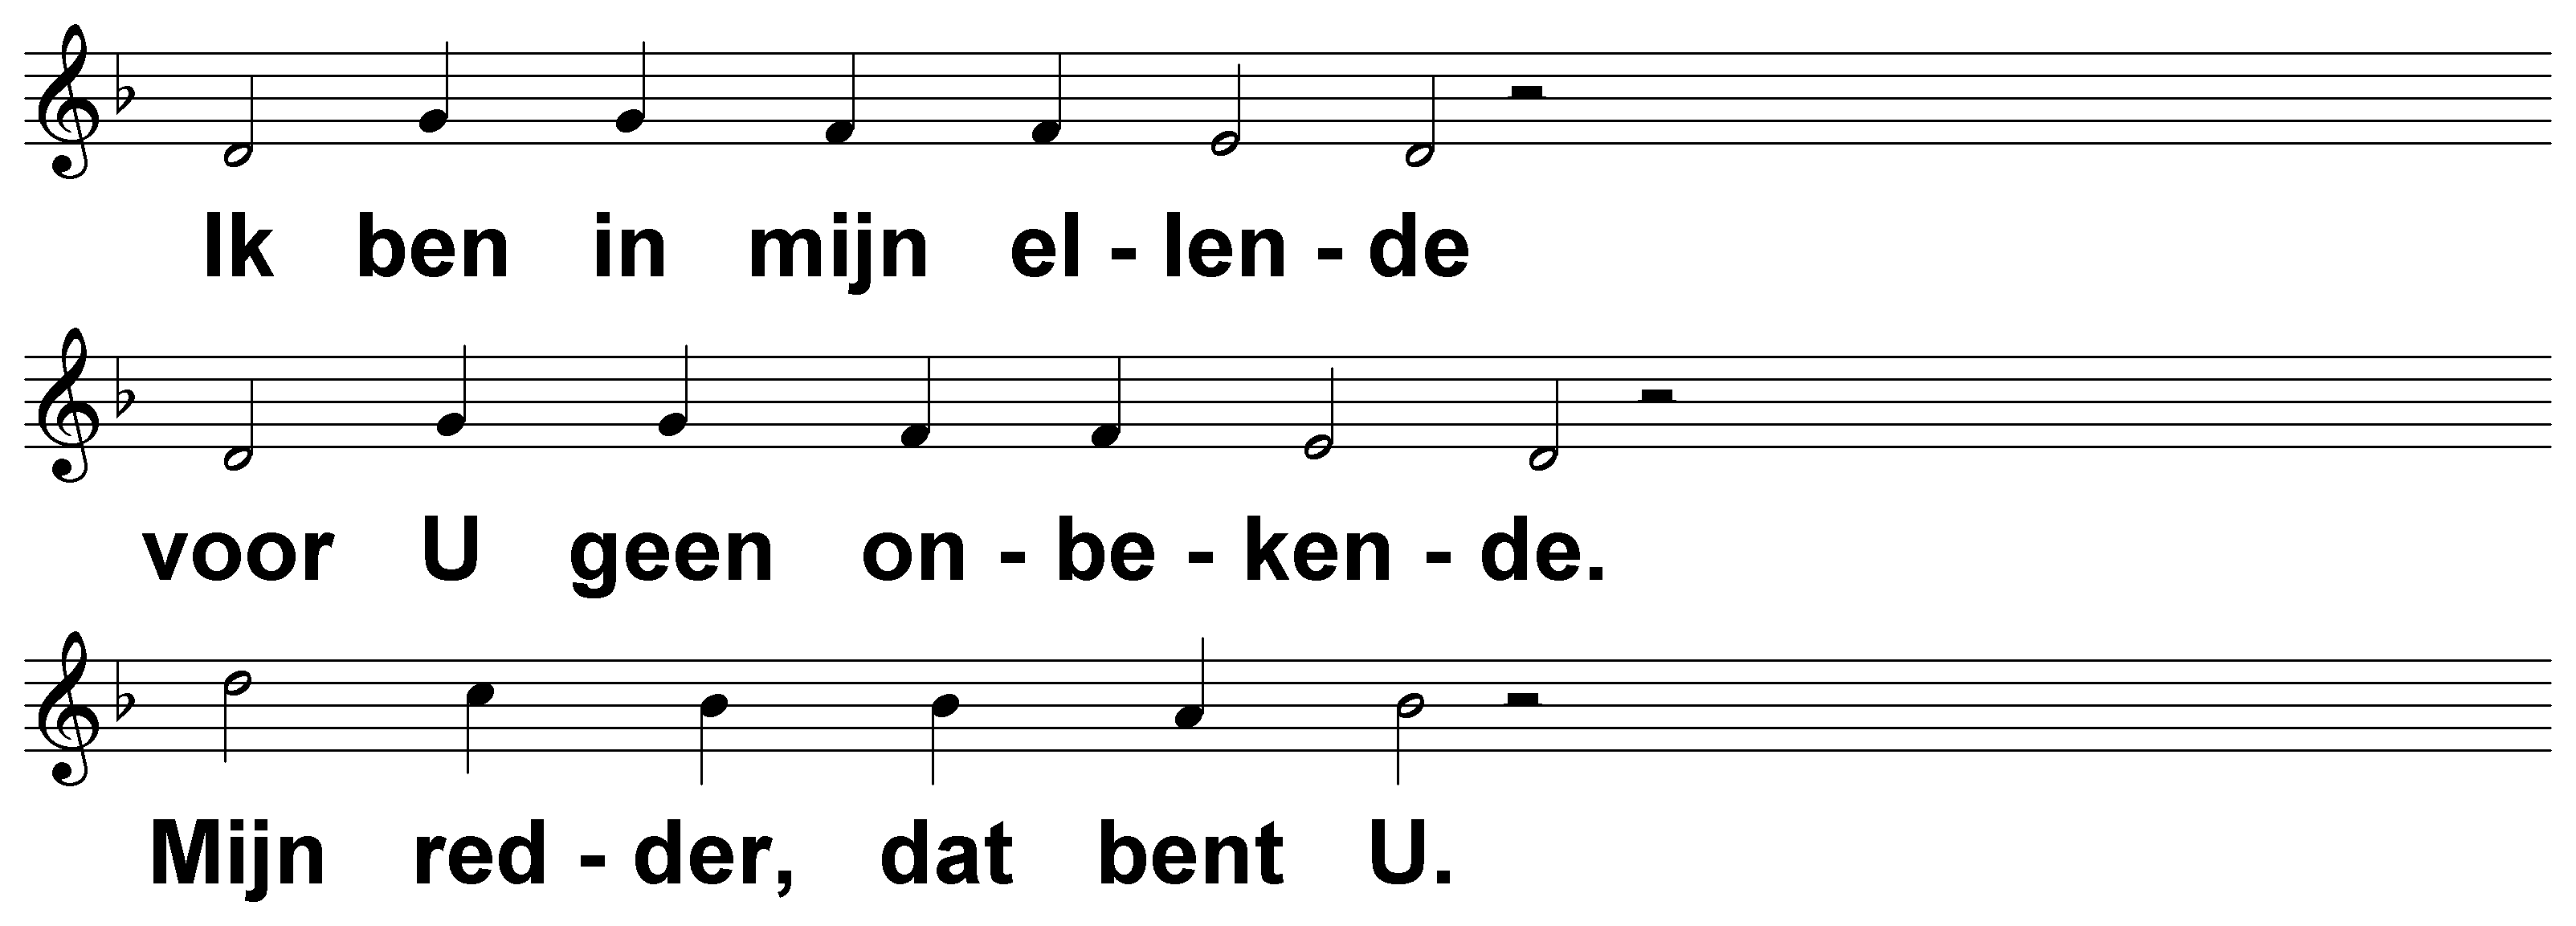 Ik ben in mijn el - len - de
voor U geen on - be - ken - de.
Mijn red - der, dat bent U.